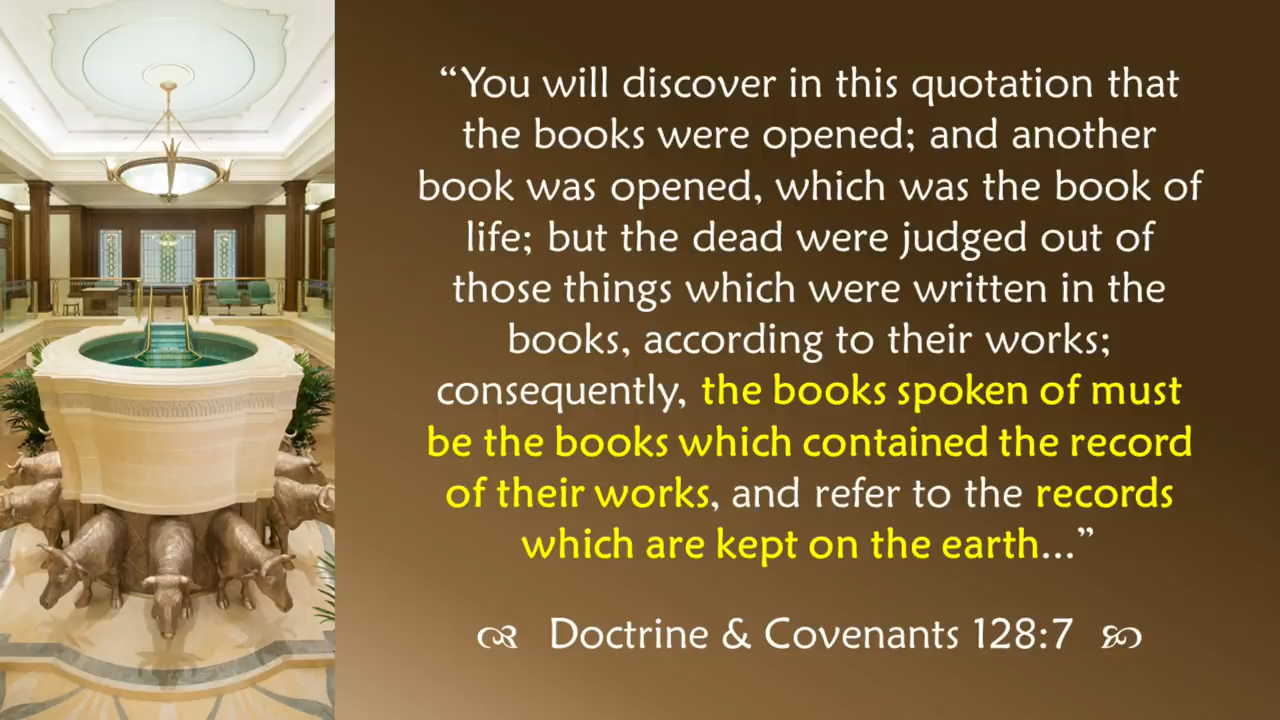 “You will discover in this quotation that
the books were opened; and another
book was opened, which was the book of
life; but the dead were judged out of
those things which were written in the
books, according to their works;
consequently, the books spoken of must
be the books which contained the record
of their works, and refer to the records
which are kept on the earth...”
Doctrine & Covenants 128:7